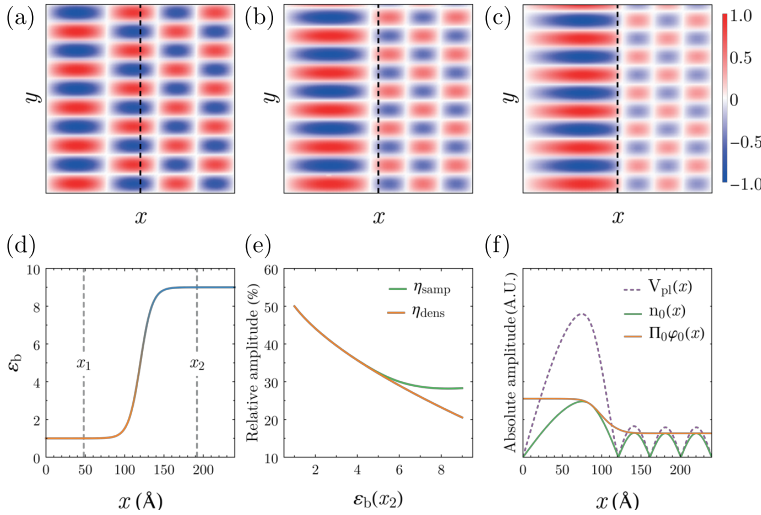 (a)
(b)
(c)
y
y
y
x
x
x
1.0
0.5
0
−0.5
−1.0
(d)
(e)
(f)
εb
10
8
6
4
2
0
x1
x2
0 50 100 150 200
x (Å)
Relative amplitude (%)
60
50
40
30
20
10
ηsamp
ηdens
2 4 6 8
εb(x2)
Absolute amplitude (A.U.)
Vpl(x)
n0(x)
Π0φ0(x)
0 50 100 150 200
x (Å)